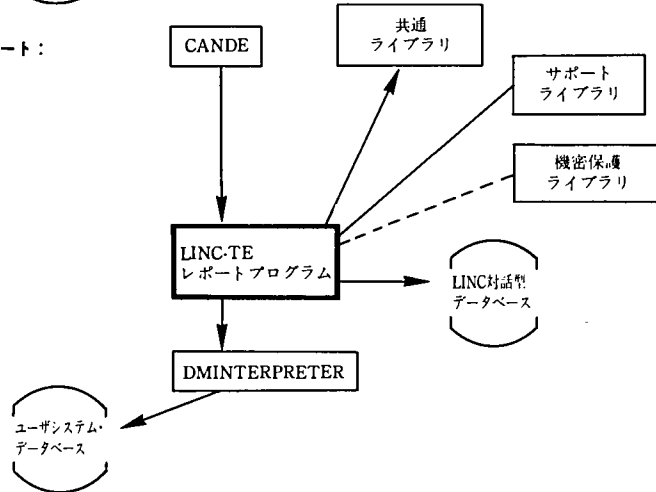 ート:
CANDE
共通
ライブラリ
サポート
ライブラリ
機密保護
ライブラリ
LINC-TE
レポートプログラム
LINC対話型
データベース
DMINTERPRETER
ユーザシステム・
データベース